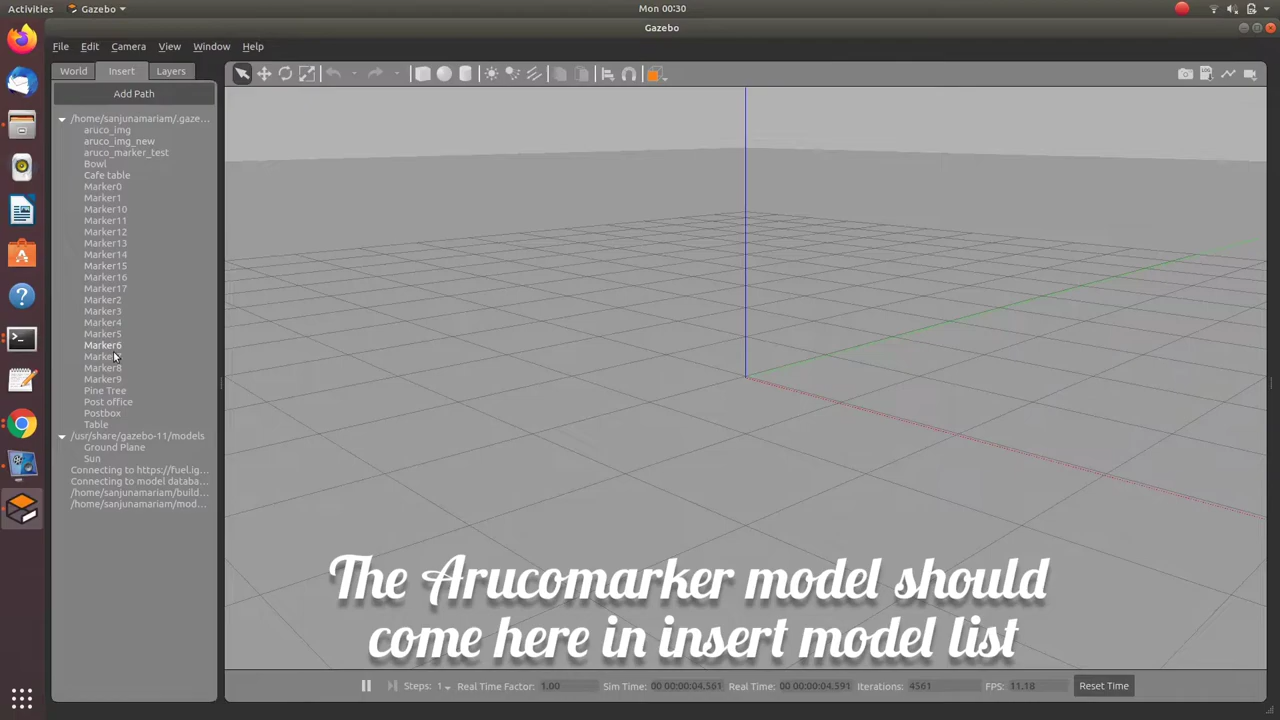 Activities
Gazebo
Mon 00:30
Gazebo
File Edit Camera View Window Help
World Insert Layers
Add Path
/home/sanjunamariam/.gaze...
aruco_img
aruco_img_new
aruco_marker_test
Bowl
Cafe table
Marker0
Marker1
Marker10
Marker11
Marker12
Marker13
Marker14
Marker15
Marker16
Marker17
Marker2
Marker3
Marker4
Marker5
Marker6
Marker7
Marker8
Marker9
Pine Tree
Post office
Postbox
Table
/usr/share/gazebo-11/models
Ground Plane
Sun
Connecting to https://fuel.ig...
Connecting to model databa...
/home/sanjunamariam/build...
/home/sanjunamariam/mod...
The Arucomarker model should
come here in insert model list
Steps: 1 Real Time Factor: 1.00 Sim Time: 00 00:00:04.561 Real Time: 00 00:00:04.591 Iterations: 4561 FPS: 11.18 Reset Time